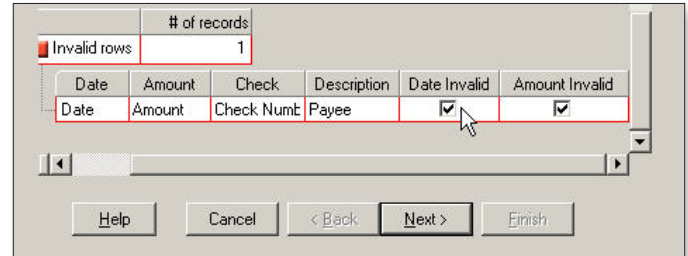 # of records
Invalid rows 1
Date Amount Check Description Date Invalid Amount Invalid
Date Amount Check Numb Payee
Help Cancel < Back Next > Finish